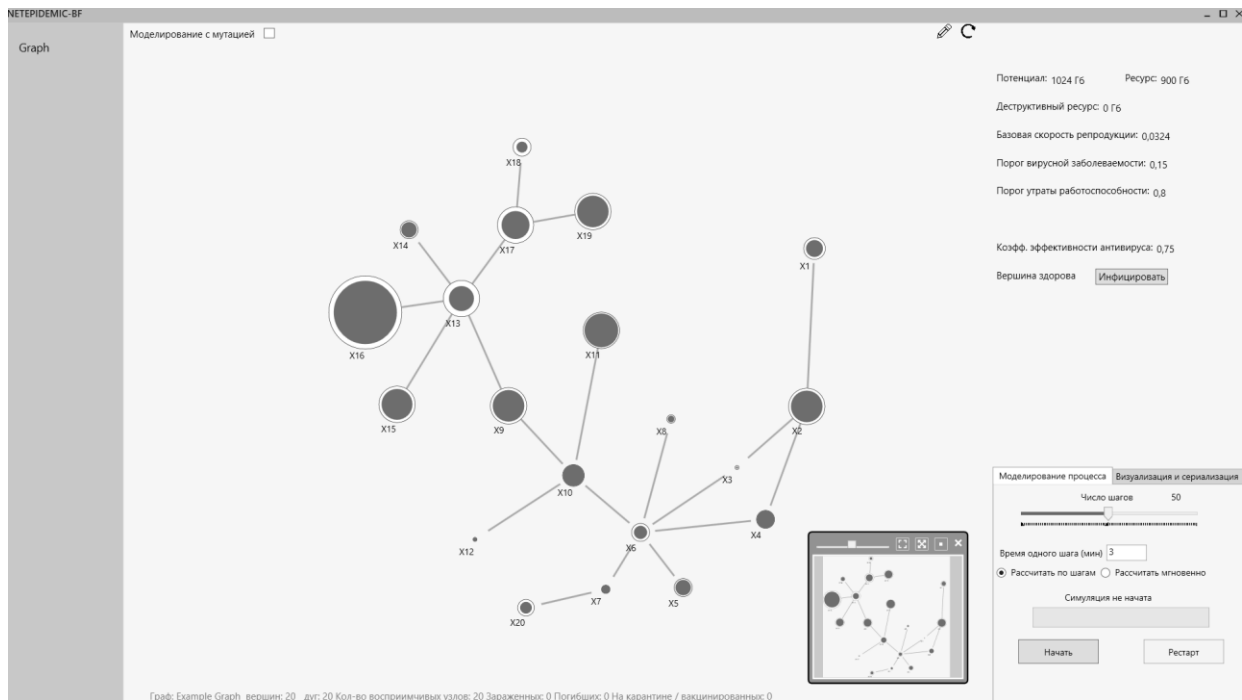 NETEPIDEMIC-BF
Graph
Моделирование с мутацией
Потенциал: 1024 Гб Ресурс: 900 Гб
Деструктивный ресурс: 0 Гб
Базовая скорость репродукции: 0,0324
Порог вирусной заболеваемости: 0,15
Порог утраты работоспособности: 0,8
Коэфф. эффективности антивируса: 0,75
Вершина здорова Инфицировать
X18
X19
X17
X14
X1
X13
X16
X11
X15
X9
X8
X2
X3
X10
X4
X12
X6
X7
X5
X20
Моделирование процесса Визуализация и сериализация
Число шагов 50
Время одного шага (мин) 3
Рассчитать по шагам Рассчитать мгновенно
Симуляция не начата
Начать Рестарт
Граф: Example Graph вершин: 20 дуг: 20 Кол-во восприимчивых узлов: 20 Зараженных: 0 Погибших: 0 На карантине / вакцинированных: 0